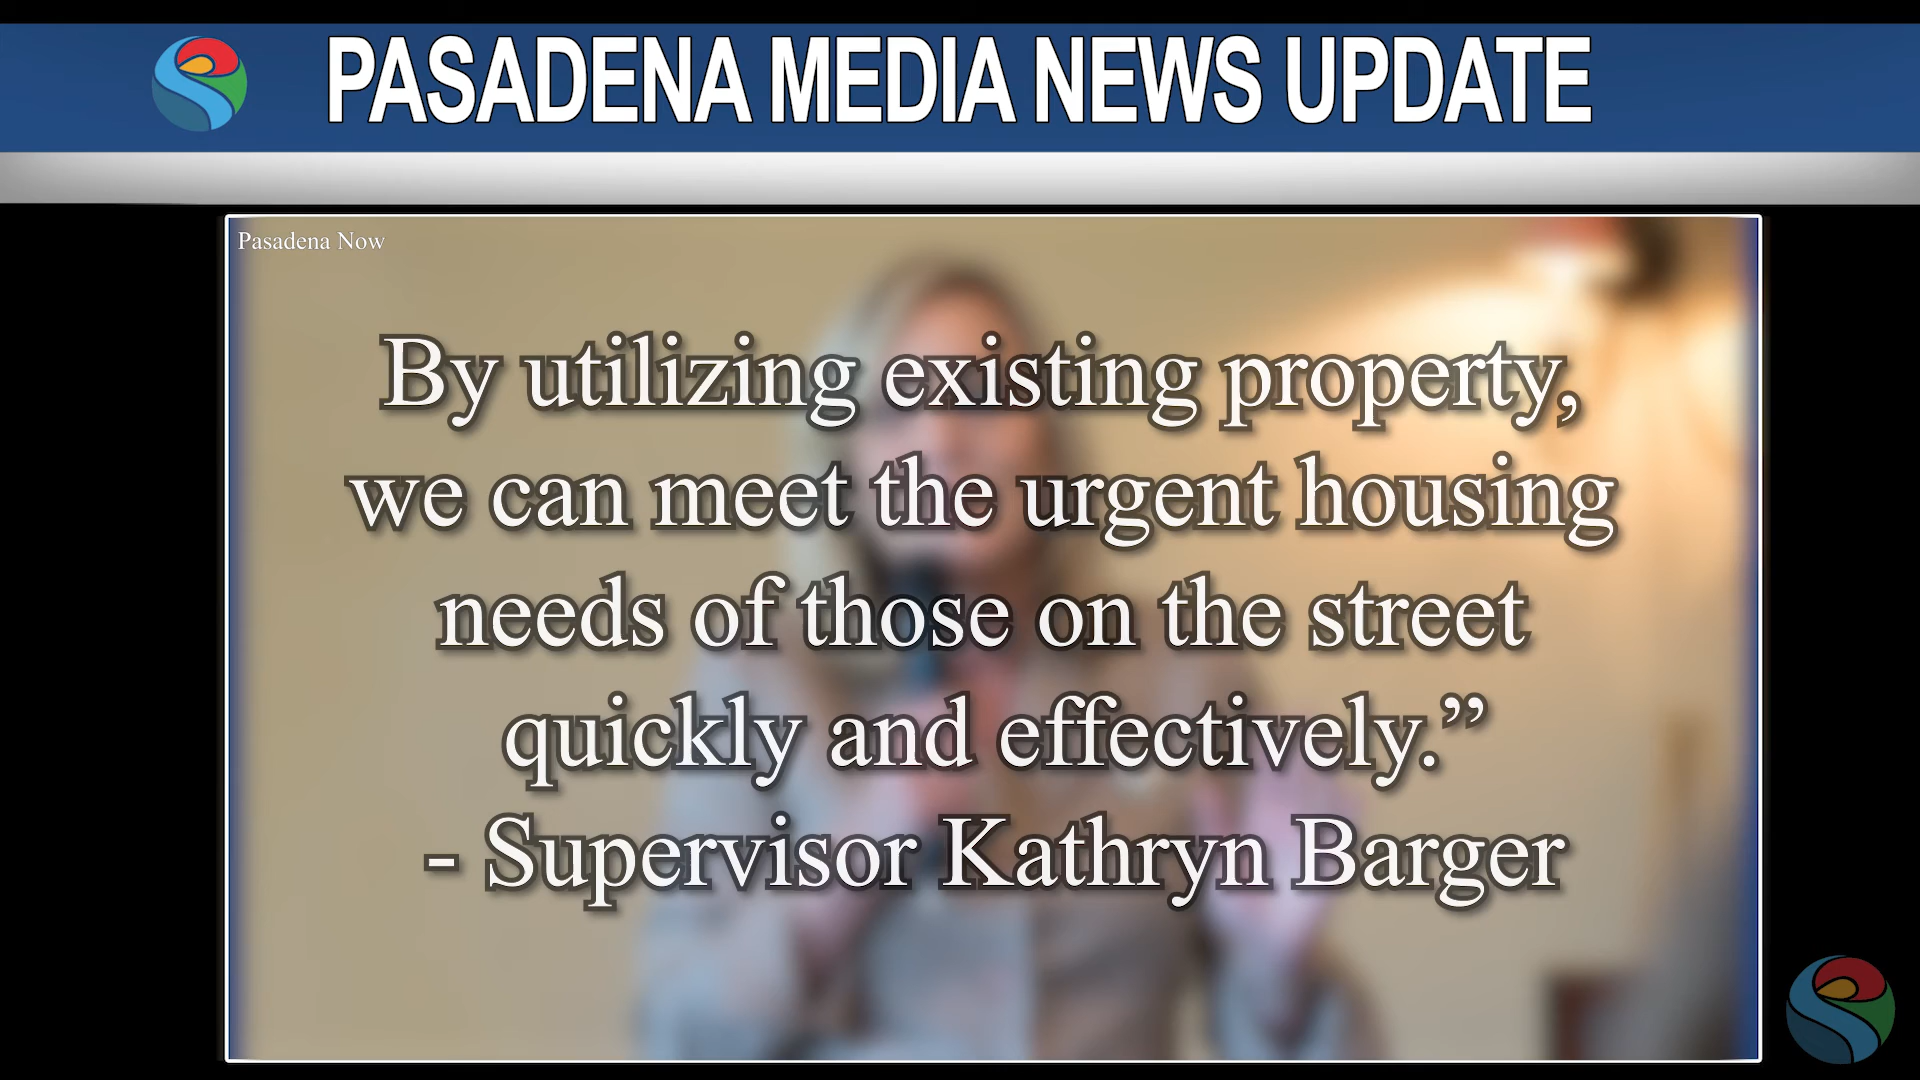 PASADENA MEDIA NEWS UPDATE
Pasadena Now
By utilizing existing property,
we can meet the urgent housing
needs of those on the street
quickly and effectively.”
- Supervisor Kathryn Barger